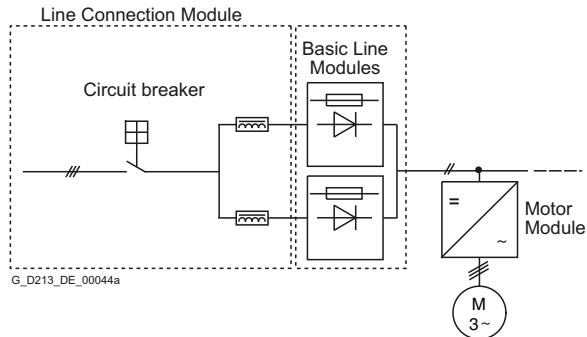 Line Connection Module
Basic Line
Modules
Circuit breaker
=
~
Motor
Module
G_D213_DE_00044a
M
3~